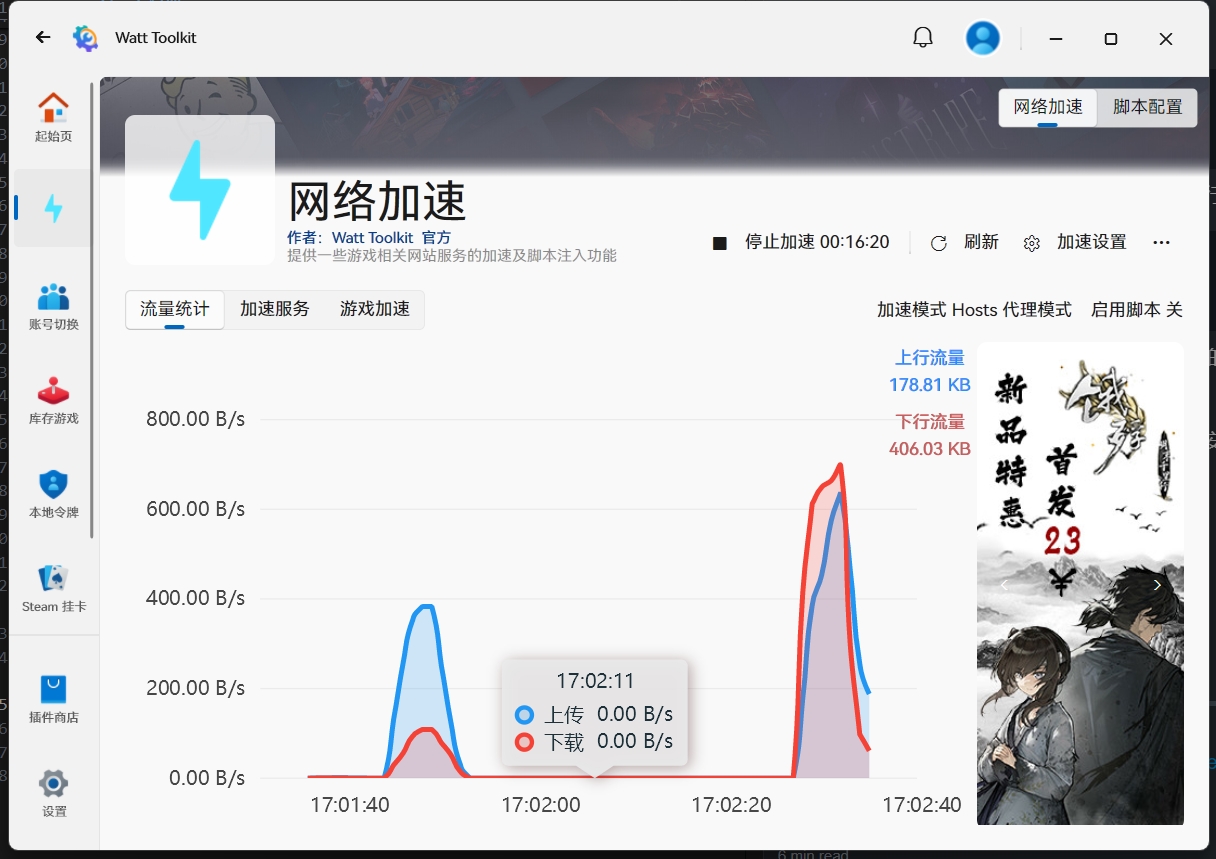 Watt Toolkit
起始页
账号切换
库存游戏
本地令牌
Steam 挂卡
插件商店
设置
网络加速
脚本配置
网络加速
作者： Watt Toolkit 官方
提供一些游戏相关网站服务的加速及脚本注入功能
停止加速 00:16:20
刷新
加速设置
流量统计
加速服务
游戏加速
加速模式 Hosts 代理模式
启用脚本 关
上行流量
178.81 KB
下行流量
406.03 KB
800.00 B/s
600.00 B/s
400.00 B/s
200.00 B/s
0.00 B/s
17:01:40
17:02:00
17:02:20
17:02:40
17:02:11
上传 0.00 B/s
下载 0.00 B/s
新品特惠
饿殍
首发
23
¥
6 min read